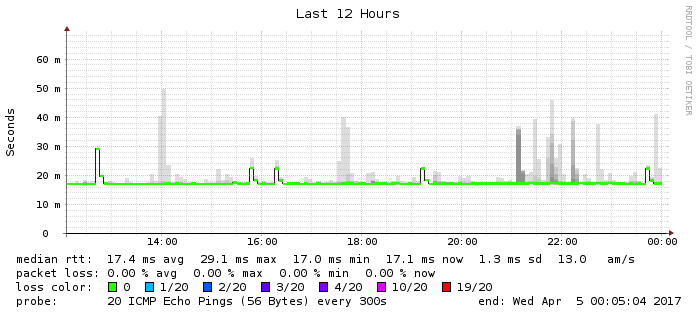 Last 12 Hours
RRDTOOL / TOBI OETIKER
Seconds
60 m
50 m
40 m
30 m
20 m
10 m
0
14:00 16:00 18:00 20:00 22:00 00:00
median rtt: 17.4 ms avg 29.1 ms max 17.0 ms min 17.1 ms now 1.3 ms sd 13.0 am/s
packet loss: 0.00 % avg 0.00 % max 0.00 % min 0.00 % now
loss color: 0 1/20 2/20 3/20 4/20 10/20 19/20
probe: 20 ICMP Echo Pings (56 Bytes) every 300s end: Wed Apr 5 00:05:04 2017